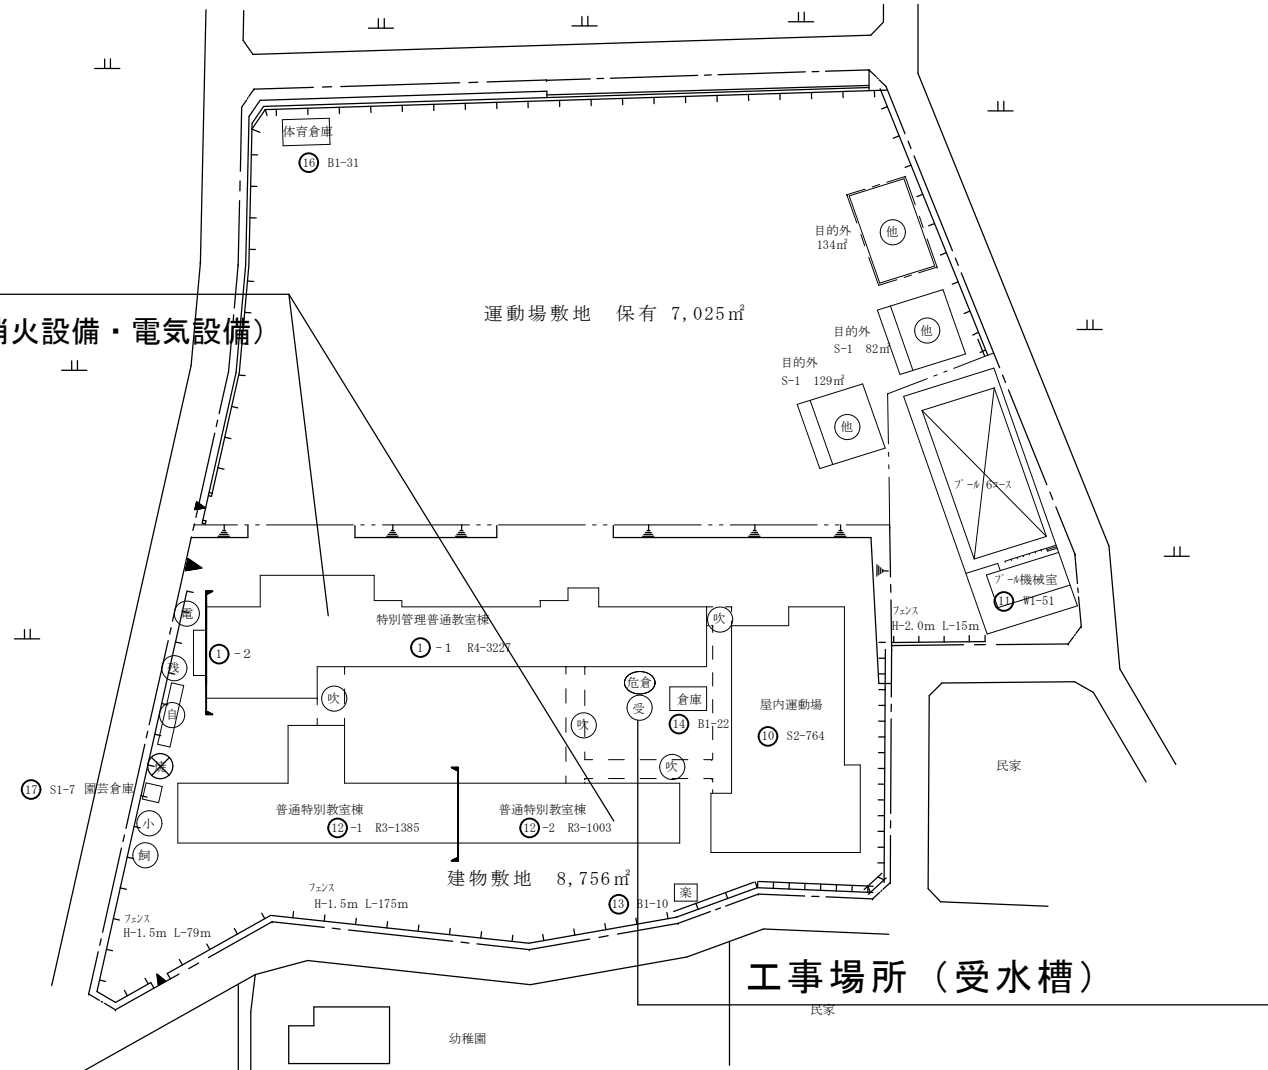 体育倉庫
⑯ B1-31
目的外
134㎡
他
運動場敷地 保有 7,025㎡
消火設備・電気設備）
目的外
S-1 82㎡
他
目的外
S-1 129㎡
他
プール 6コース
プール機械室
⑪ W1-51
フェンス
H-2.0m L-15m
電
特別管理普通教室棟
① -1 R4-3227
① -2
吹
残
吹
危倉
受
倉庫
⑭ B1-22
屋内運動場
⑩ S2-764
自
吹
吹
民家
⑰ S1-7 園芸倉庫
小
飼
普通特別教室棟
⑫-1 R3-1385
普通特別教室棟
⑫-2 R3-1003
建物敷地 8,756㎡
フェンス
H-1.5m L-175m
⑬ B1-10
楽
フェンス
H-1.5m L-79m
工事場所（受水槽）
民家
幼稚園